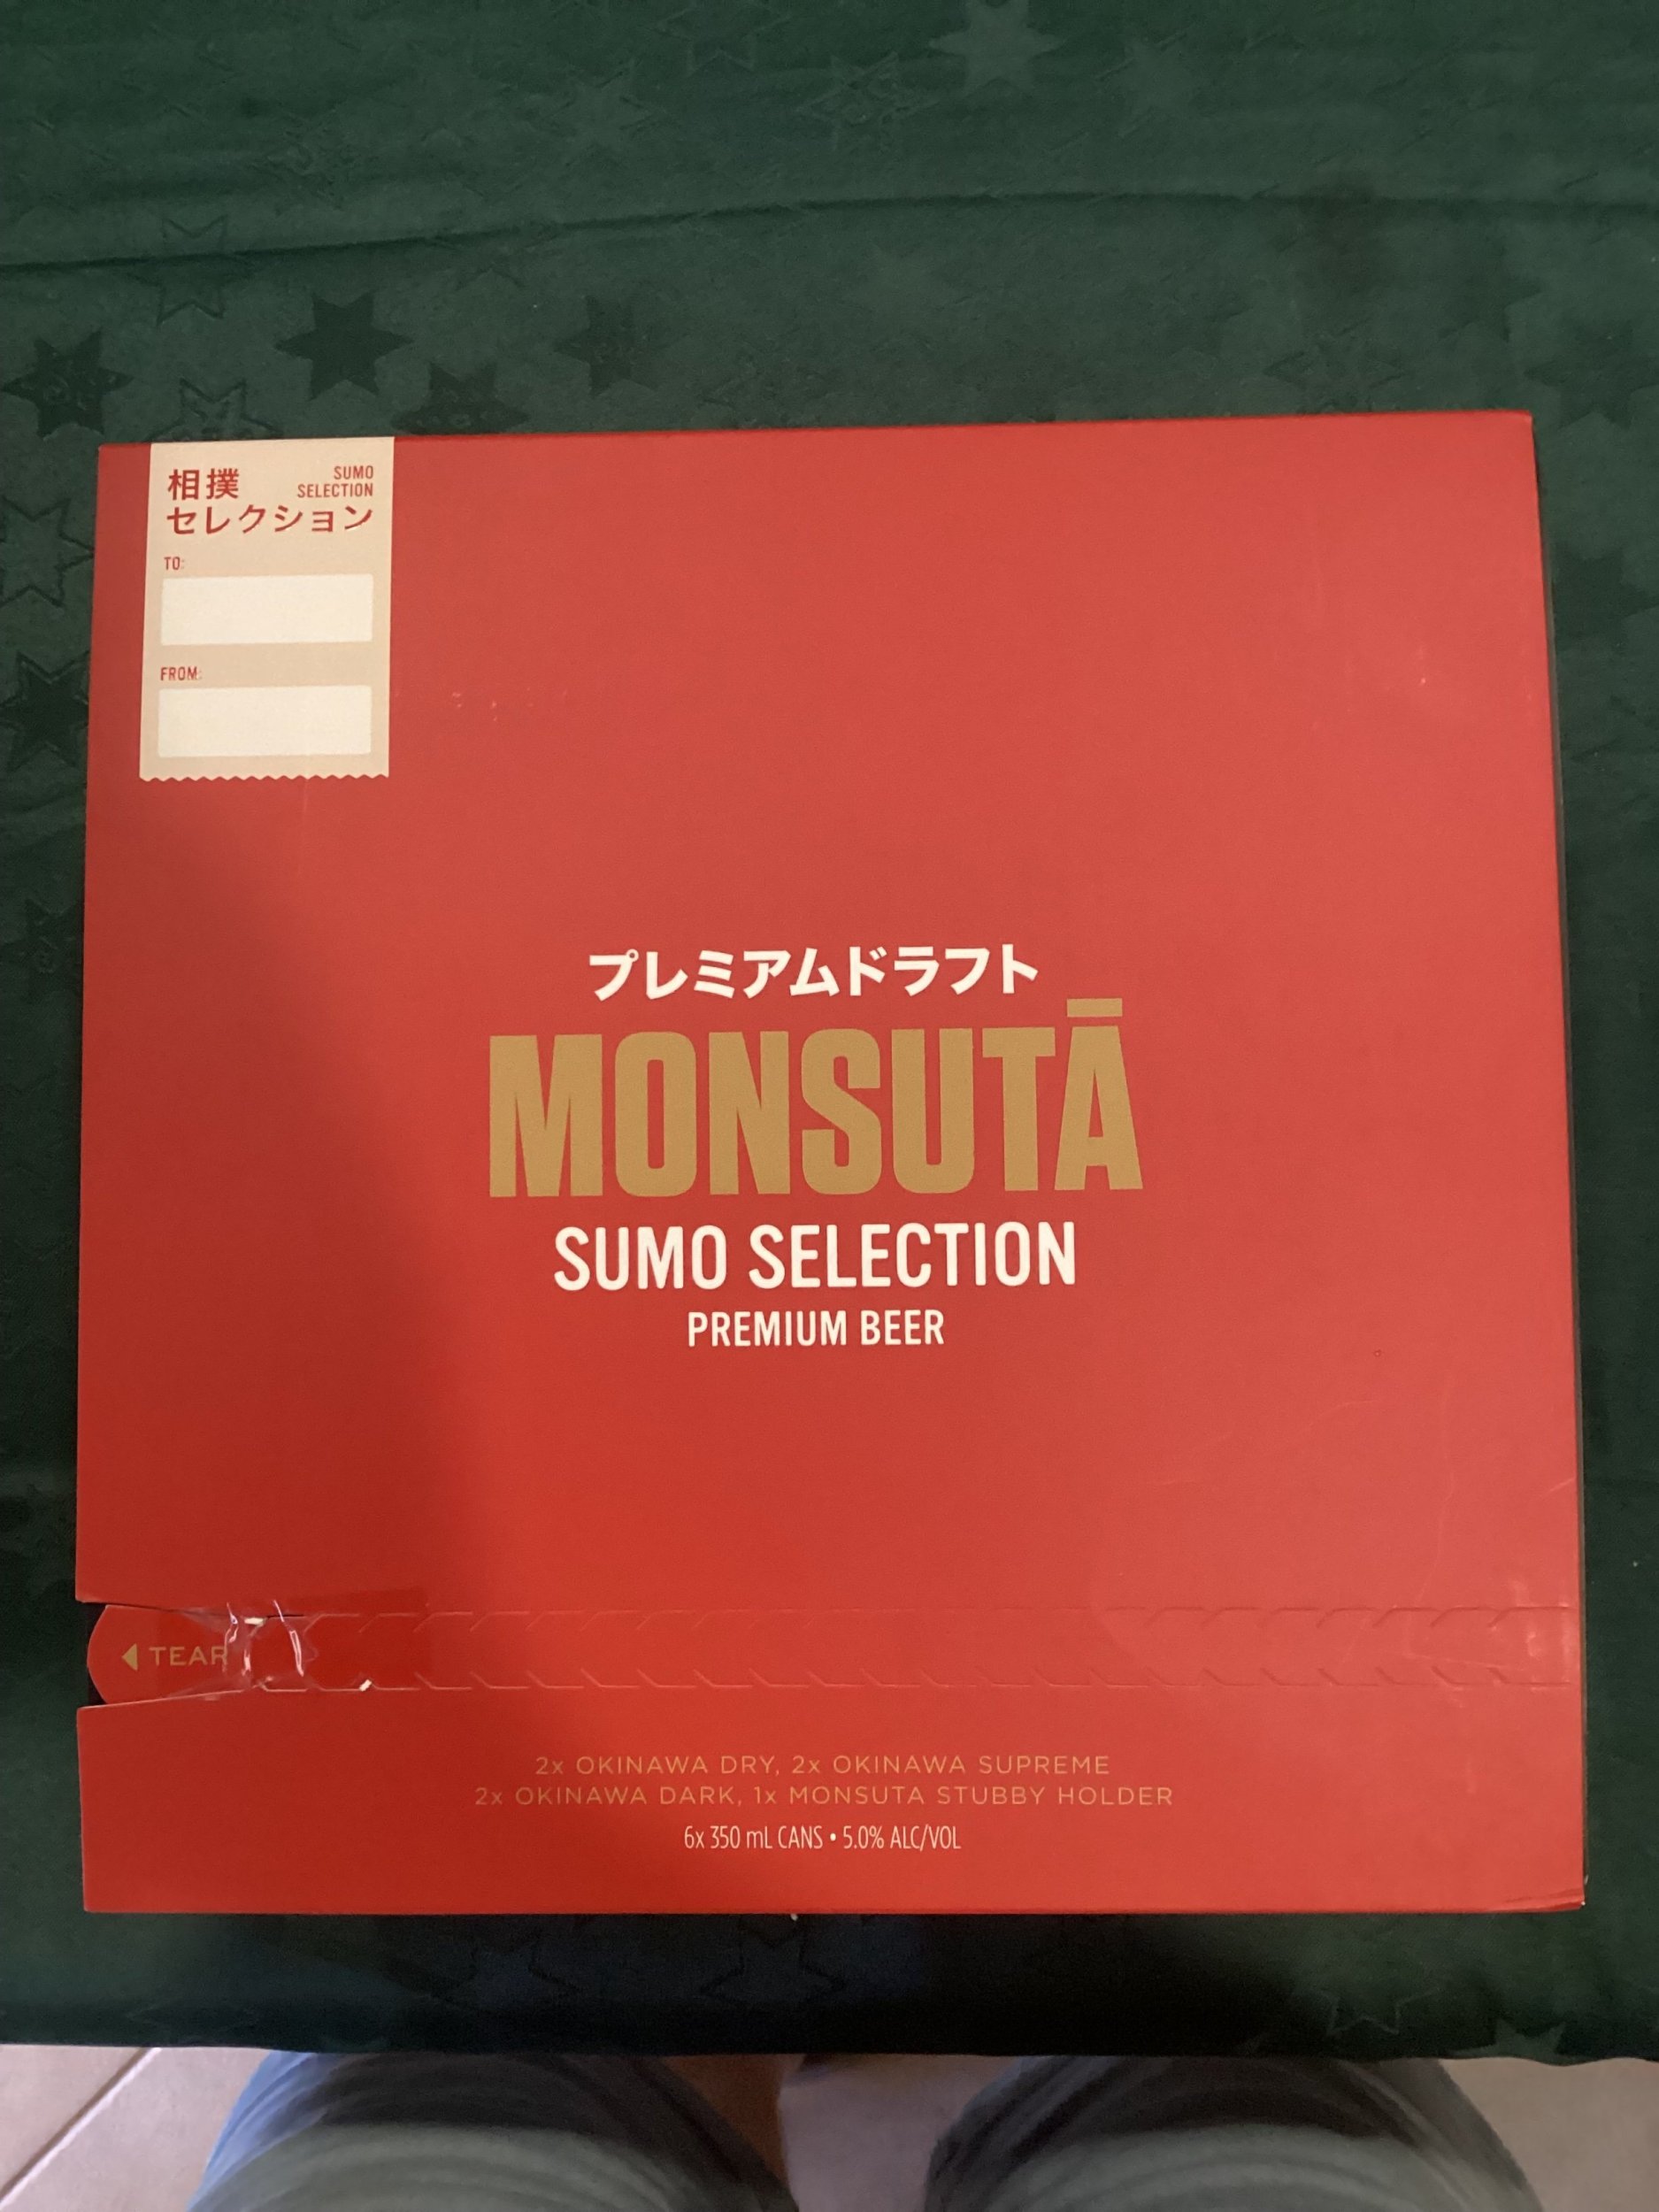 相撲
セレクション
SUMO
SELECTION
TO:
FROM:
プレミアムドラフト
MONSUTĀ
SUMO SELECTION
PREMIUM BEER
TEAR
2x OKINAWA DRY, 2x OKINAWA SUPREME
2x OKINAWA DARK, 1x MONSUTA STUBBY HOLDER
6x 350 mL CANS • 5.0% ALC/VOL